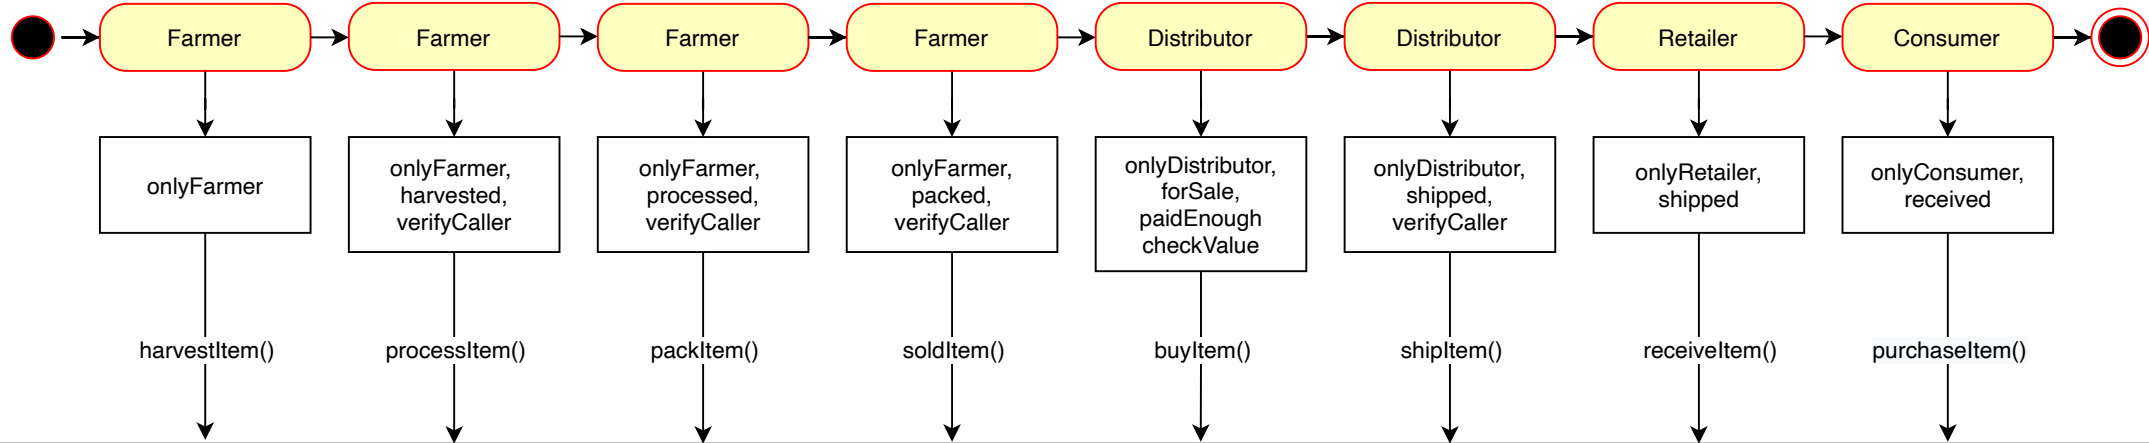 Farmer
Farmer
Farmer
Farmer
Distributor
Distributor
Retailer
Consumer
onlyFarmer
onlyFarmer,
harvested,
verifyCaller
onlyFarmer,
processed,
verifyCaller
onlyFarmer,
packed,
verifyCaller
onlyDistributor,
forSale,
paidEnough
checkValue
onlyDistributor,
shipped,
verifyCaller
onlyRetailer,
shipped
onlyConsumer,
received
harvestItem()
processItem()
packItem()
soldItem()
buyItem()
shipItem()
receiveItem()
purchaseItem()